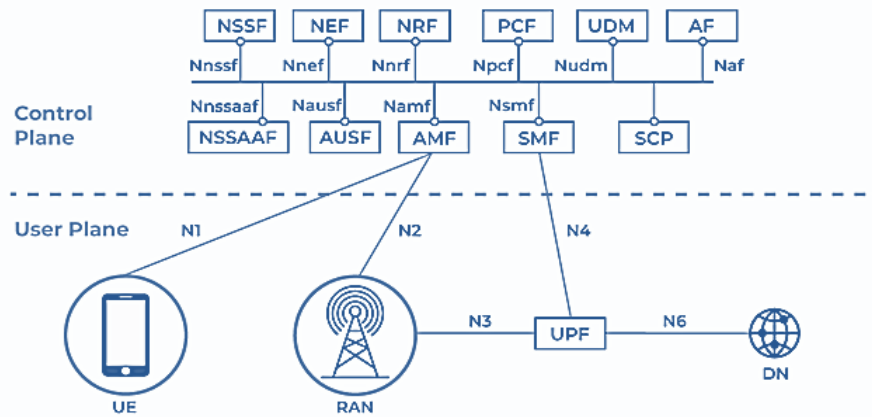 NSSF NEF NRF PCF UDM AF
Nnssf Nnef Nnrf Npcf Nudm Naf
Nnssaaf Nausf Namf Nsmf
Control
Plane
NSSAAF AUSF AMF SMF SCP
User Plane N1 N2 N4
N3 UPF N6
DN
UE RAN